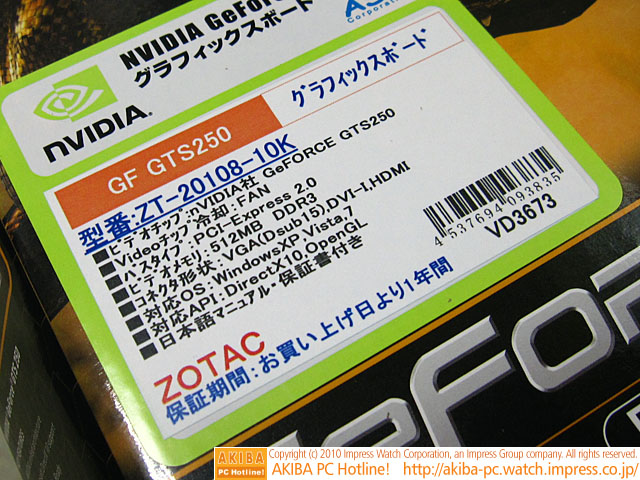 NVIDIA GeFor
グラフィックスボード
nVIDIA.
GF GTS250
グラフィックスボード
型番:ZT-20108-10K
■ビデオチップ:nVIDIA社 GeFORCE GTS250
■Videoチップ冷却:FAN
■バスタイプ:PCI-Express 2.0
■ビデオメモリ:512MB DDR3
■コネクタ形状:VGA(Dsub15),DVI-I,HDMI
■対応OS:WindowsXP,Vista,7
■対応API:DirectX10,OpenGL
■日本語マニュアル・保証書付き
4 537694 093835
VD3673
ZOTAC
保証期間:お買い上げ日より1年間
GeFor
AKIBA
PC Hotline!
Copyright (c) 2010 Impress Watch Corporation, an Impress Group company. All rights reserved.
AKIBA PC Hotline! http://akiba-pc.watch.impress.co.jp/